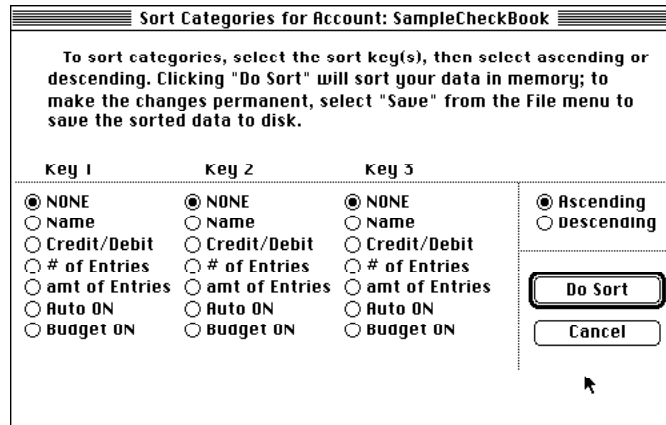 Sort Categories for Account: SampleCheckBook
To sort categories, select the sort key(s), then select ascending or
descending. Clicking "Do Sort" will sort your data in memory; to
make the changes permanent, select "Save" from the File menu to
save the sorted data to disk.
Key 1 Key 2 Key 3
NONE NONE NONE Ascending
Name Name Name Descending
Credit/Debit Credit/Debit Credit/Debit
# of Entries # of Entries # of Entries
amt of Entries amt of Entries amt of Entries Do Sort
Auto ON Auto ON Auto ON
Budget ON Budget ON Budget ON Cancel